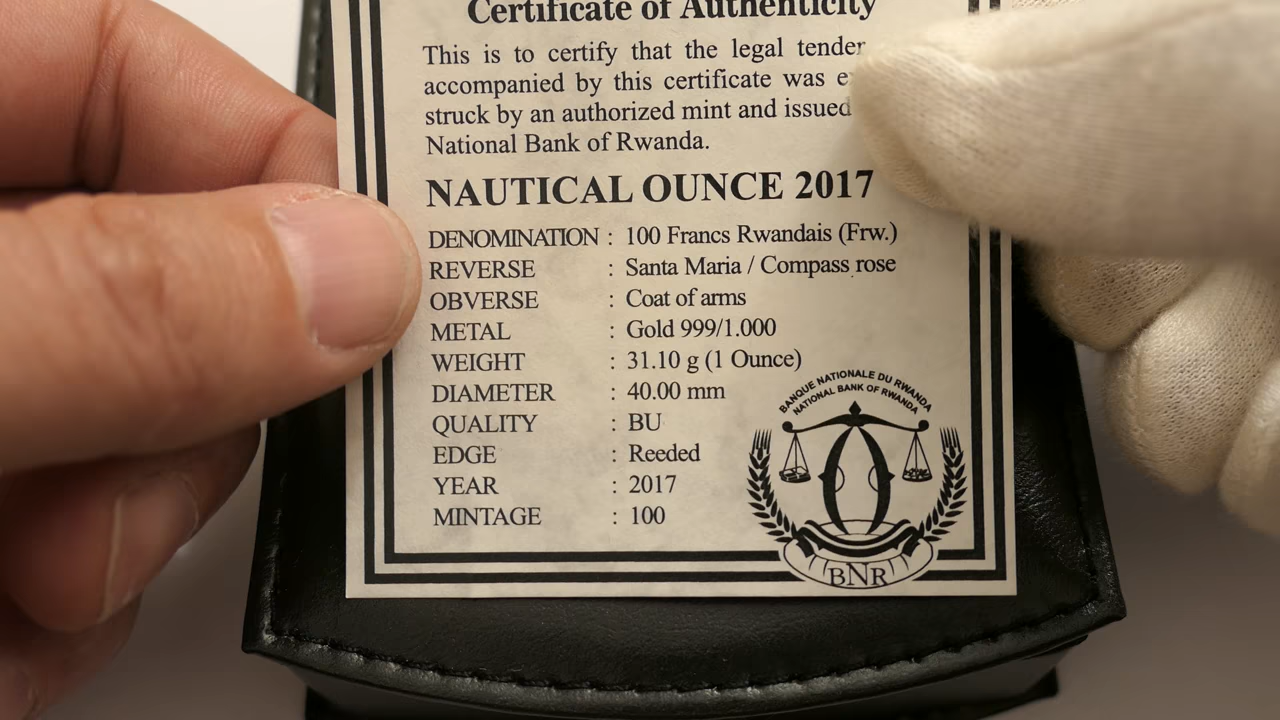 Certificate of Authenticity
This is to certify that the legal tender
accompanied by this certificate was
struck by an authorized mint and issued
National Bank of Rwanda.
NAUTICAL OUNCE 2017
DENOMINATION : 100 Francs Rwandais (Frw.)
REVERSE : Santa Maria / Compass rose
OBVERSE : Coat of arms
METAL : Gold 999/1.000
WEIGHT : 31.10 g (1 Ounce)
DIAMETER : 40.00 mm
QUALITY : BU
EDGE : Reeded
YEAR : 2017
MINTAGE : 100
BANQUE NATIONALE DU RWANDA
NATIONAL BANK OF RWANDA
BNR